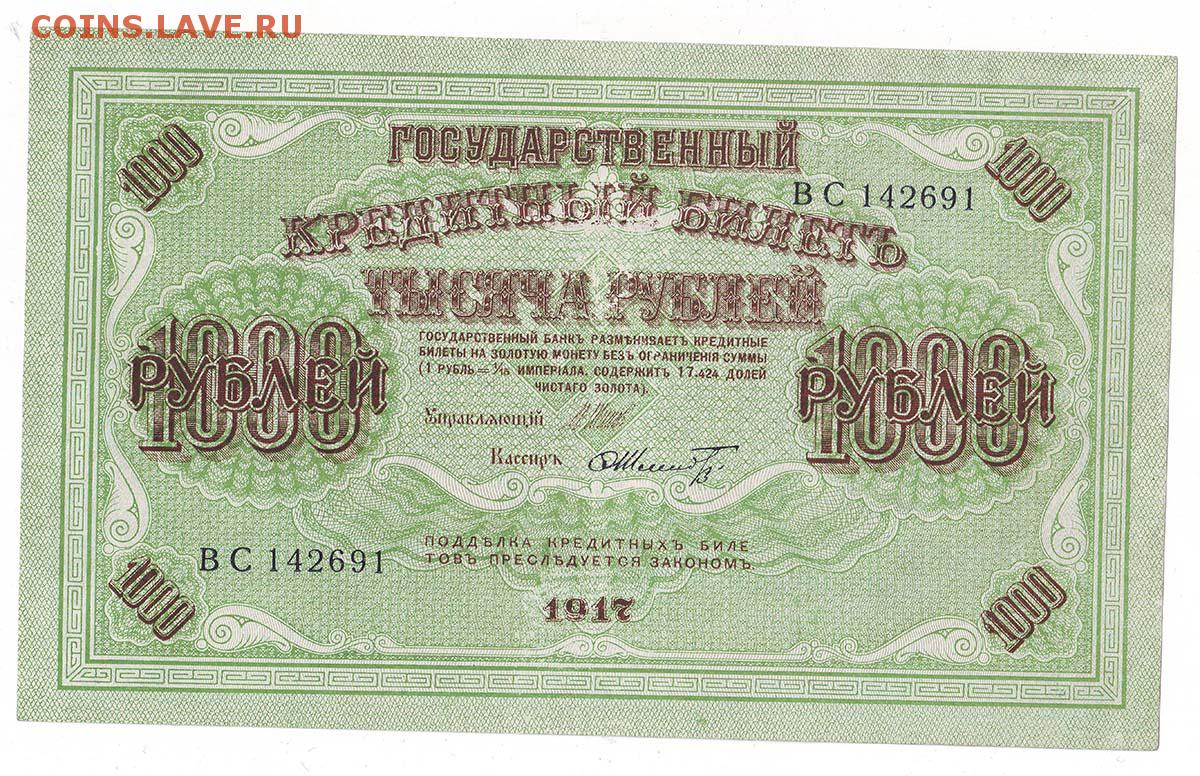 COINS.LAVE.RU
1000
1000
ГОСУДАРСТВЕННЫЙ
ВС 142691
КРЕДИТНЫЙ БИЛЕТЪ
ТЫСЯЧА РУБЛЕЙ
1000
РУБЛЕЙ
1000
РУБЛЕЙ
ГОСУДАРСТВЕННЫЙ БАНКЪ РАЗМѢНИВАЕТЪ КРЕДИТНЫЕ
БИЛЕТЫ НА ЗОЛОТУЮ МОНЕТУ БЕЗЪ ОГРАНИЧЕНІЯ СУММЫ
(1 РУБЛЬ = 1/15 ИМПЕРІАЛА, СОДЕРЖИТЪ 17.424 ДОЛЕЙ
ЧИСТАГО ЗОЛОТА).
Управляющій
Кассиръ
ПОДДѢЛКА КРЕДИТНЫХЪ БИЛЕ
ТОВЪ ПРЕСЛѢДУЕТСЯ ЗАКОНОМЪ.
ВС 142691
1917
1000
1000